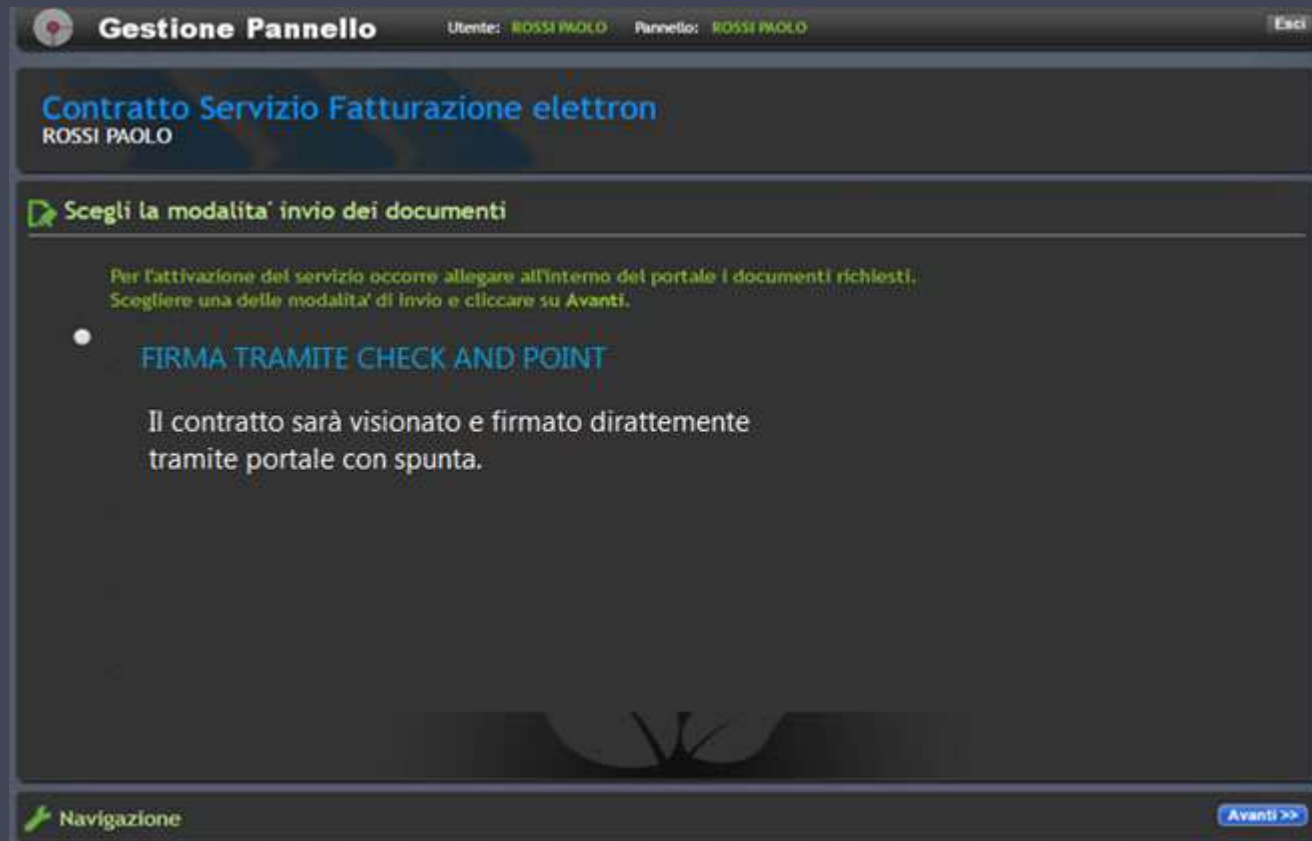 Gestione Pannello Utente: ROSSI PAOLO Pannello: ROSSI PAOLO Esci
Contratto Servizio Fatturazione elettron
ROSSI PAOLO
Scegli la modalita' invio dei documenti
Per l'attivazione del servizio occorre allegare all'interno del portale i documenti richiesti.
Scegliere una delle modalita' di invio e cliccare su Avanti.
FIRMA TRAMITE CHECK AND POINT
Il contratto sarà visionato e firmato dirattemente
tramite portale con spunta.
Navigazione Avanti >>